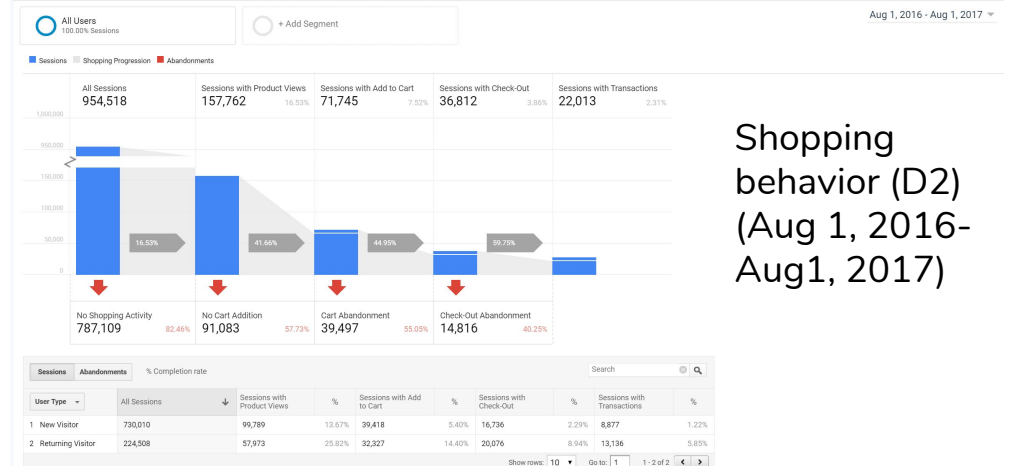 All Users
100.00% Sessions
+ Add Segment
Aug 1, 2016 - Aug 1, 2017
Sessions Shopping Progression Abandonments
All Sessions
954,518
Sessions with Product Views
157,762 16.53%
Sessions with Add to Cart
71,745 7.52%
Sessions with Check-Out
36,812 3.86%
Sessions with Transactions
22,013 2.31%
1,000,000
950,000
150,000
100,000
50,000
0
16.53%
41.66%
44.95%
59.75%
No Shopping Activity
787,109 82.46%
No Cart Addition
91,083 57.73%
Cart Abandonment
39,497 55.05%
Check-Out Abandonment
14,816 40.25%
Shopping
behavior (D2)
(Aug 1, 2016-
Aug1, 2017)
Sessions Abandonments % Completion rate Search
User Type All Sessions Sessions with Product Views % Sessions with Add to Cart % Sessions with Check-Out % Sessions with Transactions %
1 New Visitor 730,010 99,789 13.67% 39,418 5.40% 16,736 2.29% 8,877 1.22%
2 Returning Visitor 224,508 57,973 25.82% 32,327 14.40% 20,076 8.94% 13,136 5.85%
Show rows: 10 Go to: 1 1 - 2 of 2